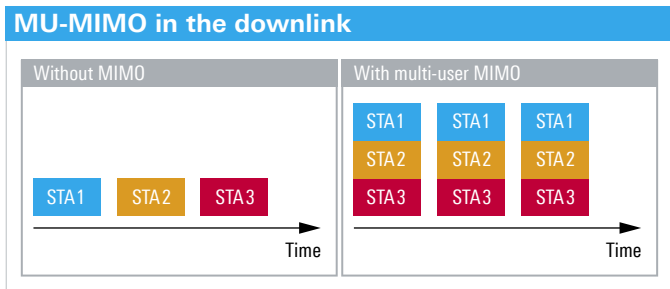 MU-MIMO in the downlink
Without MIMO
STA1 STA2 STA3
Time
With multi-user MIMO
STA1 STA1 STA1
STA2 STA2 STA2
STA3 STA3 STA3
Time